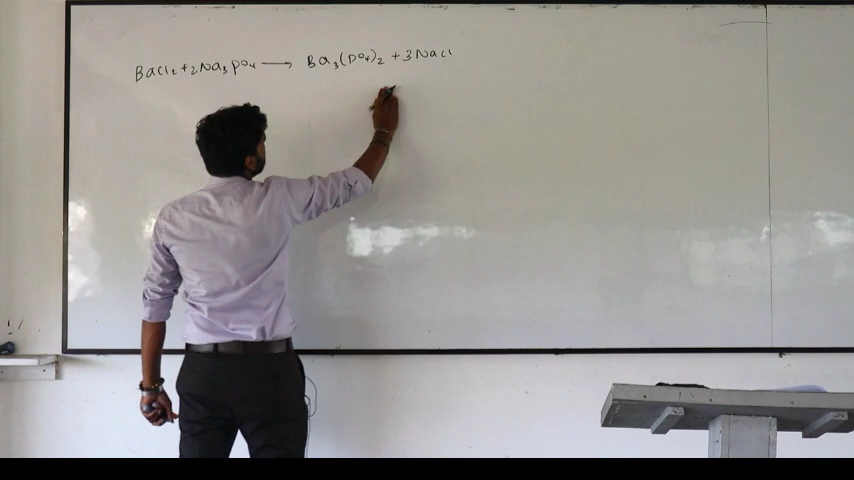 BaCl₂ + 2Na₃PO₄ ⟶ Ba₃(PO₄)₂ + 3NaCl